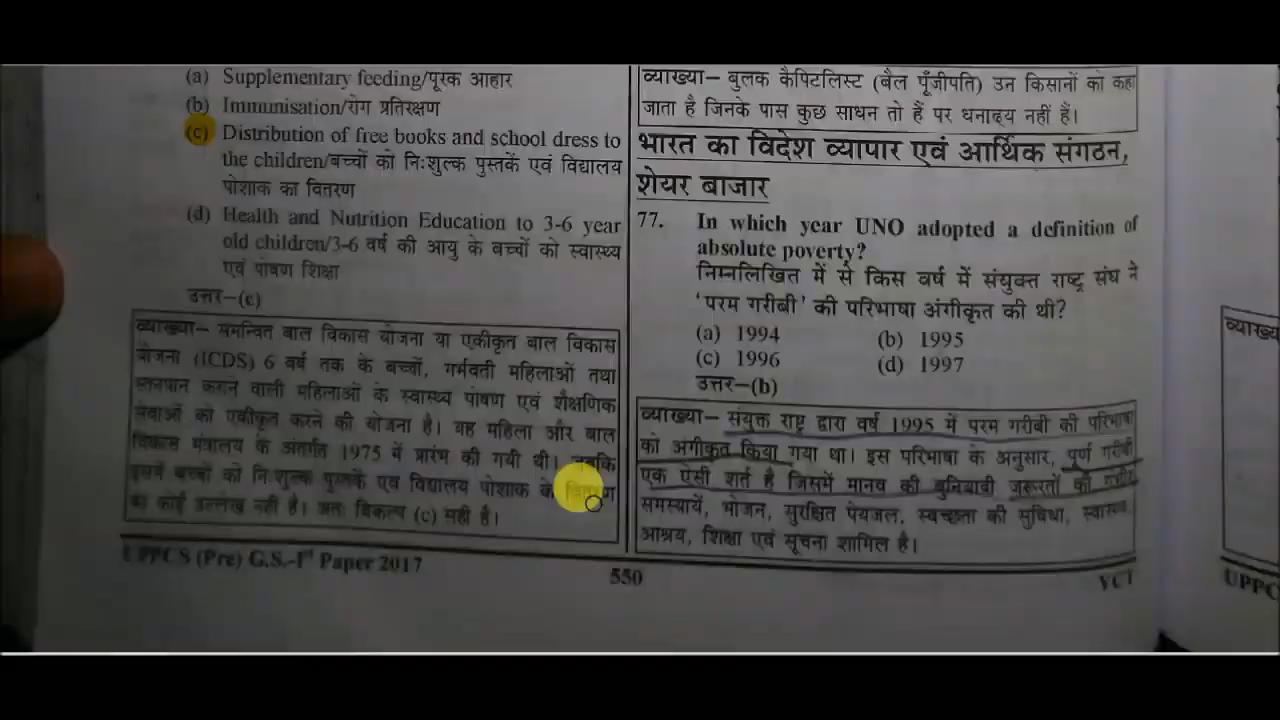 (a) Supplementary feeding/पूरक आहार
(b) Immunisation/रोग प्रतिरक्षण
(c) Distribution of free books and school dress to
the children/बच्चों को निःशुल्क पुस्तकें एवं विद्यालय
पोशाक का वितरण
(d) Health and Nutrition Education to 3-6 year
old children/3-6 वर्ष की आयु के बच्चों को स्वास्थ्य
एवं पोषण शिक्षा
उत्तर–(c)
व्याख्या– समन्वित बाल विकास योजना या एकीकृत बाल विकास
योजना (ICDS) 6 वर्ष तक के बच्चों, गर्भवती महिलाओं तथा
स्तनपान कराने वाली महिलाओं के स्वास्थ्य पोषण एवं शैक्षणिक
सेवाओं को एकीकृत करने की योजना है। यह महिला और बाल
विकास मंत्रालय के अंतर्गत 1975 में प्रारंभ की गयी थी। जबकि
इसमें बच्चों को निःशुल्क पुस्तकें एवं विद्यालय पोशाक के
का कोई उल्लेख नहीं है। अतः विकल्प (c) सही है।
UPPCS (Pre) G.S.-Ist Paper 2017
550
व्याख्या– बुलक कैपिटलिस्ट (बैल पूँजीपति) उन किसानों को कहा
जाता है जिनके पास कुछ साधन तो हैं पर धनाढ्य नहीं हैं।
भारत का विदेश व्यापार एवं आर्थिक संगठन,
शेयर बाजार
77. In which year UNO adopted a definition of
absolute poverty?
निम्नलिखित में से किस वर्ष में संयुक्त राष्ट्र संघ ने
'परम गरीबी' की परिभाषा अंगीकृत की थी?
(a) 1994 (b) 1995
(c) 1996 (d) 1997
उत्तर–(b)
व्याख्या– संयुक्त राष्ट्र द्वारा वर्ष 1995 में परम गरीबी की परिभाषा
को अंगीकृत किया गया था। इस परिभाषा के अनुसार, पूर्ण गरीबी
एक ऐसी शर्त है जिसमें मानव की बुनियादी जरूरतों की गंभीर
समस्यायें, भोजन, सुरक्षित पेयजल, स्वच्छता की सुविधा, स्वास्थ्य,
आश्रय, शिक्षा एवं सूचना शामिल है।
YCT
व्याख्या
UPPC